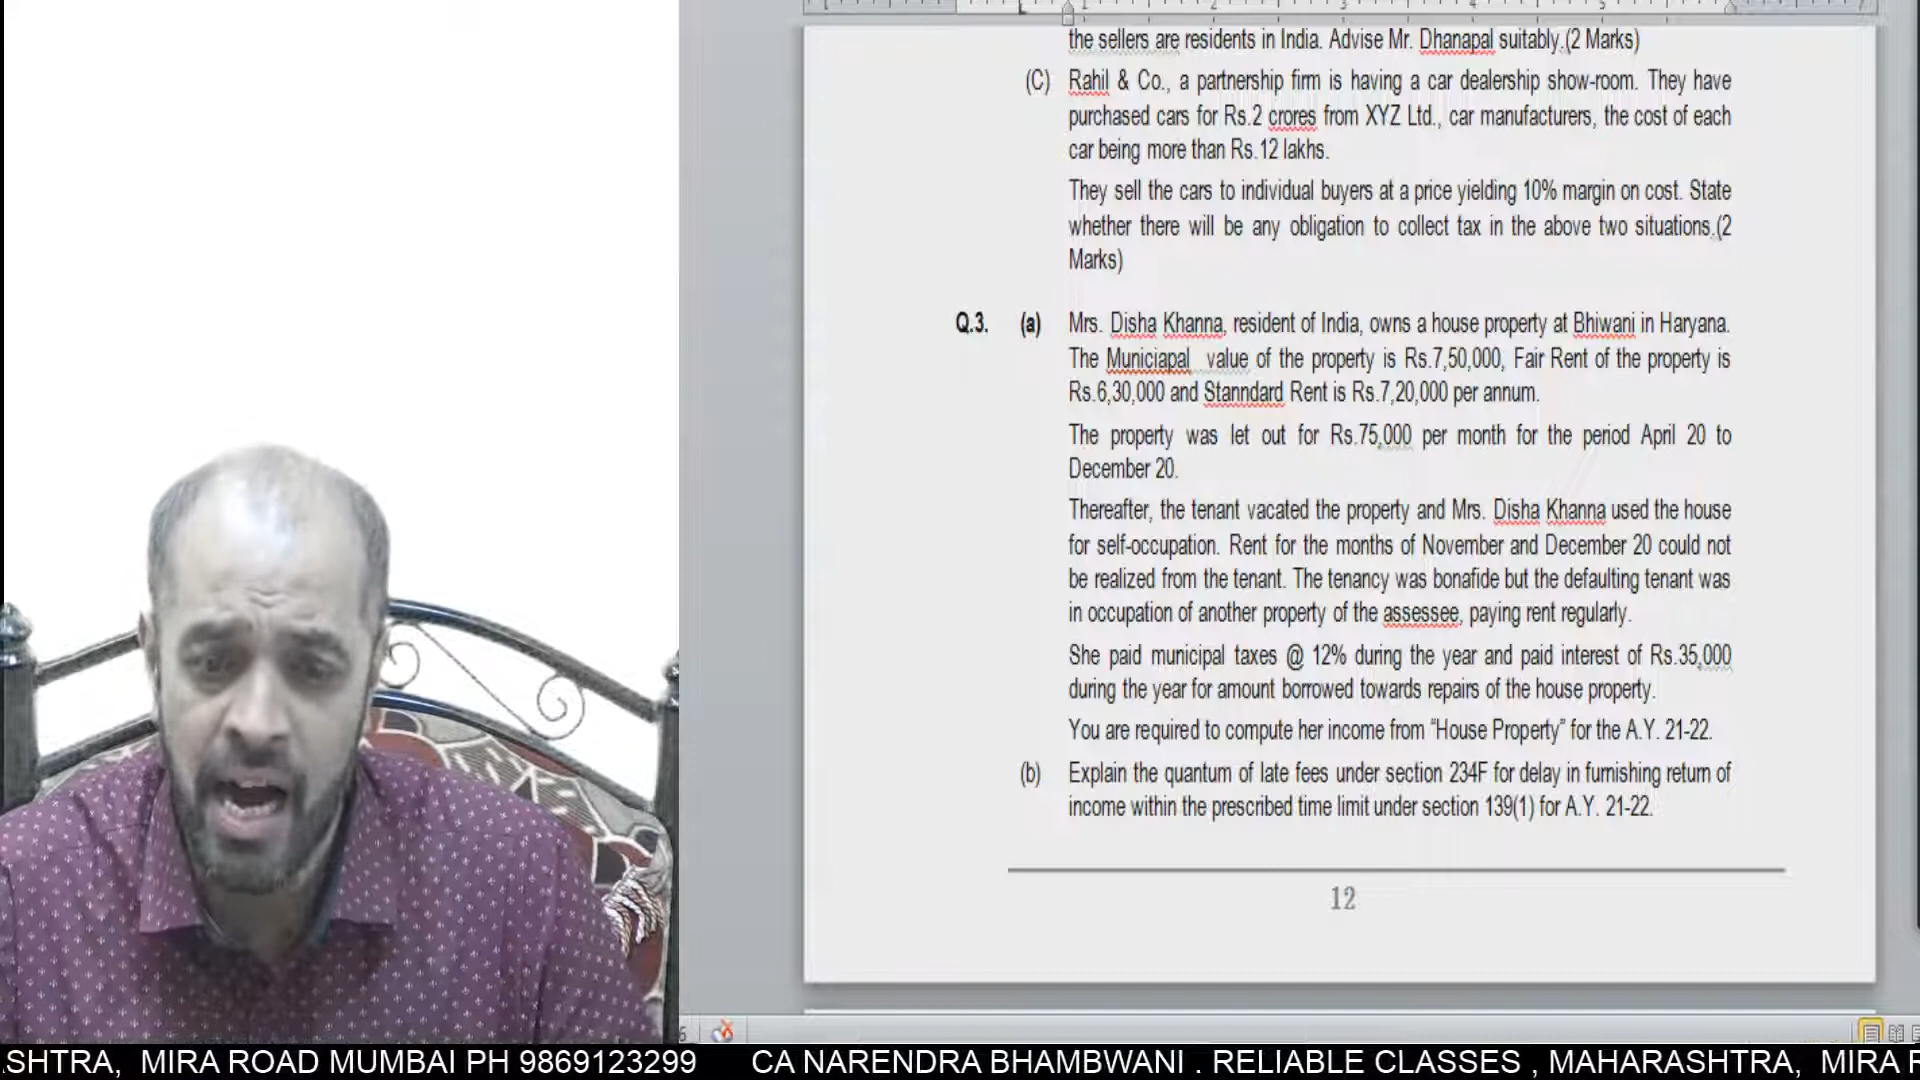 the sellers are residents in India. Advise Mr. Dhanapal suitably.(2 Marks)
(C) Rahil & Co., a partnership firm is having a car dealership show-room. They have
purchased cars for Rs.2 crores from XYZ Ltd., car manufacturers, the cost of each
car being more than Rs.12 lakhs.
They sell the cars to individual buyers at a price yielding 10% margin on cost. State
whether there will be any obligation to collect tax in the above two situations.(2
Marks)
Q.3. (a) Mrs. Disha Khanna, resident of India, owns a house property at Bhiwani in Haryana.
The Municiapal value of the property is Rs.7,50,000, Fair Rent of the property is
Rs.6,30,000 and Stanndard Rent is Rs.7,20,000 per annum.
The property was let out for Rs.75,000 per month for the period April 20 to
December 20.
Thereafter, the tenant vacated the property and Mrs. Disha Khanna used the house
for self-occupation. Rent for the months of November and December 20 could not
be realized from the tenant. The tenancy was bonafide but the defaulting tenant was
in occupation of another property of the assessee, paying rent regularly.
She paid municipal taxes @ 12% during the year and paid interest of Rs.35,000
during the year for amount borrowed towards repairs of the house property.
You are required to compute her income from “House Property” for the A.Y. 21-22.
(b) Explain the quantum of late fees under section 234F for delay in furnishing return of
income within the prescribed time limit under section 139(1) for A.Y. 21-22.
12
ASHTRA, MIRA ROAD MUMBAI PH 9869123299 CA NARENDRA BHAMBWANI . RELIABLE CLASSES , MAHARASHTRA, MIRA R